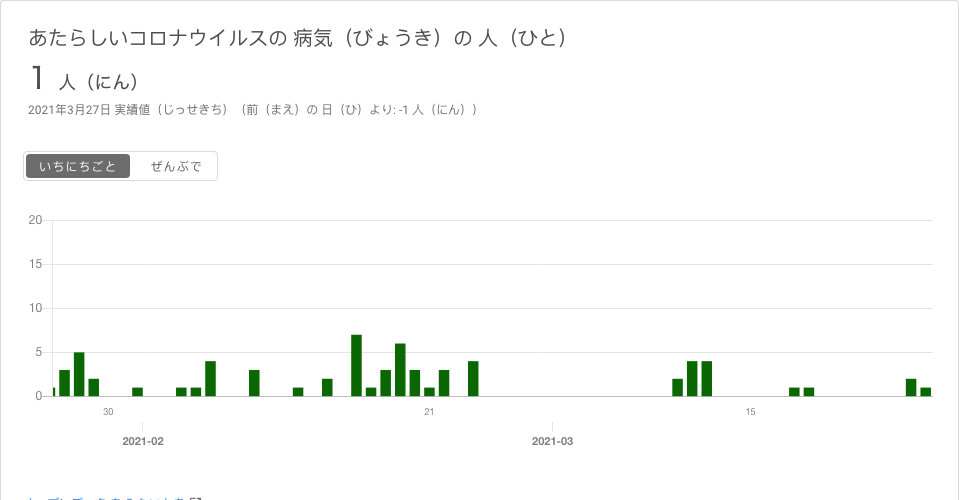 あたらしいコロナウイルスの 病気（びょうき）の 人（ひと）
1 人（にん）
2021年3月27日 実績値（じっせきち）（前（まえ）の 日（ひ）より: -1 人（にん））
いちにちごと ぜんぶで
20
15
10
5
0
30 21 15
2021-02 2021-03